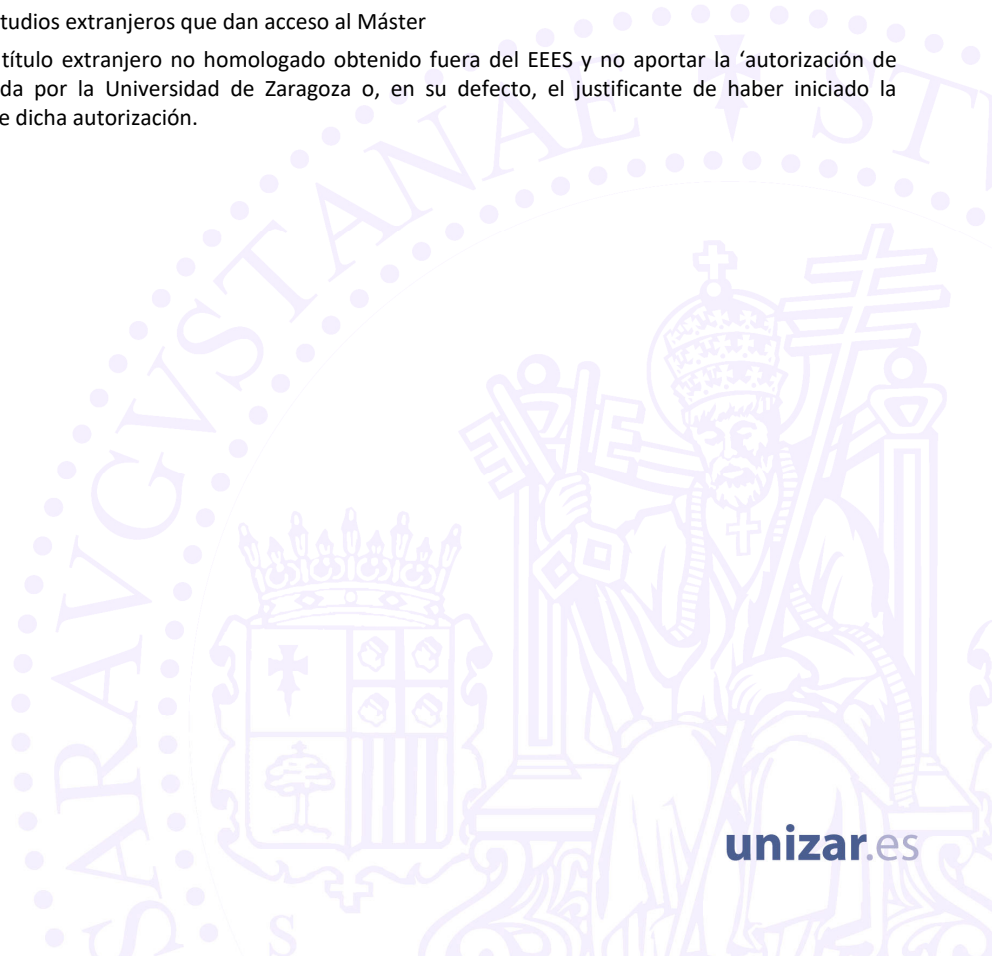 tudios extranjeros que dan acceso al Máster
título extranjero no homologado obtenido fuera del EEES y no aportar la ‘autorización de
da por la Universidad de Zaragoza o, en su defecto, el justificante de haber iniciado la
e dicha autorización.
SARAVGVSTANAE STV
S
unizar.es